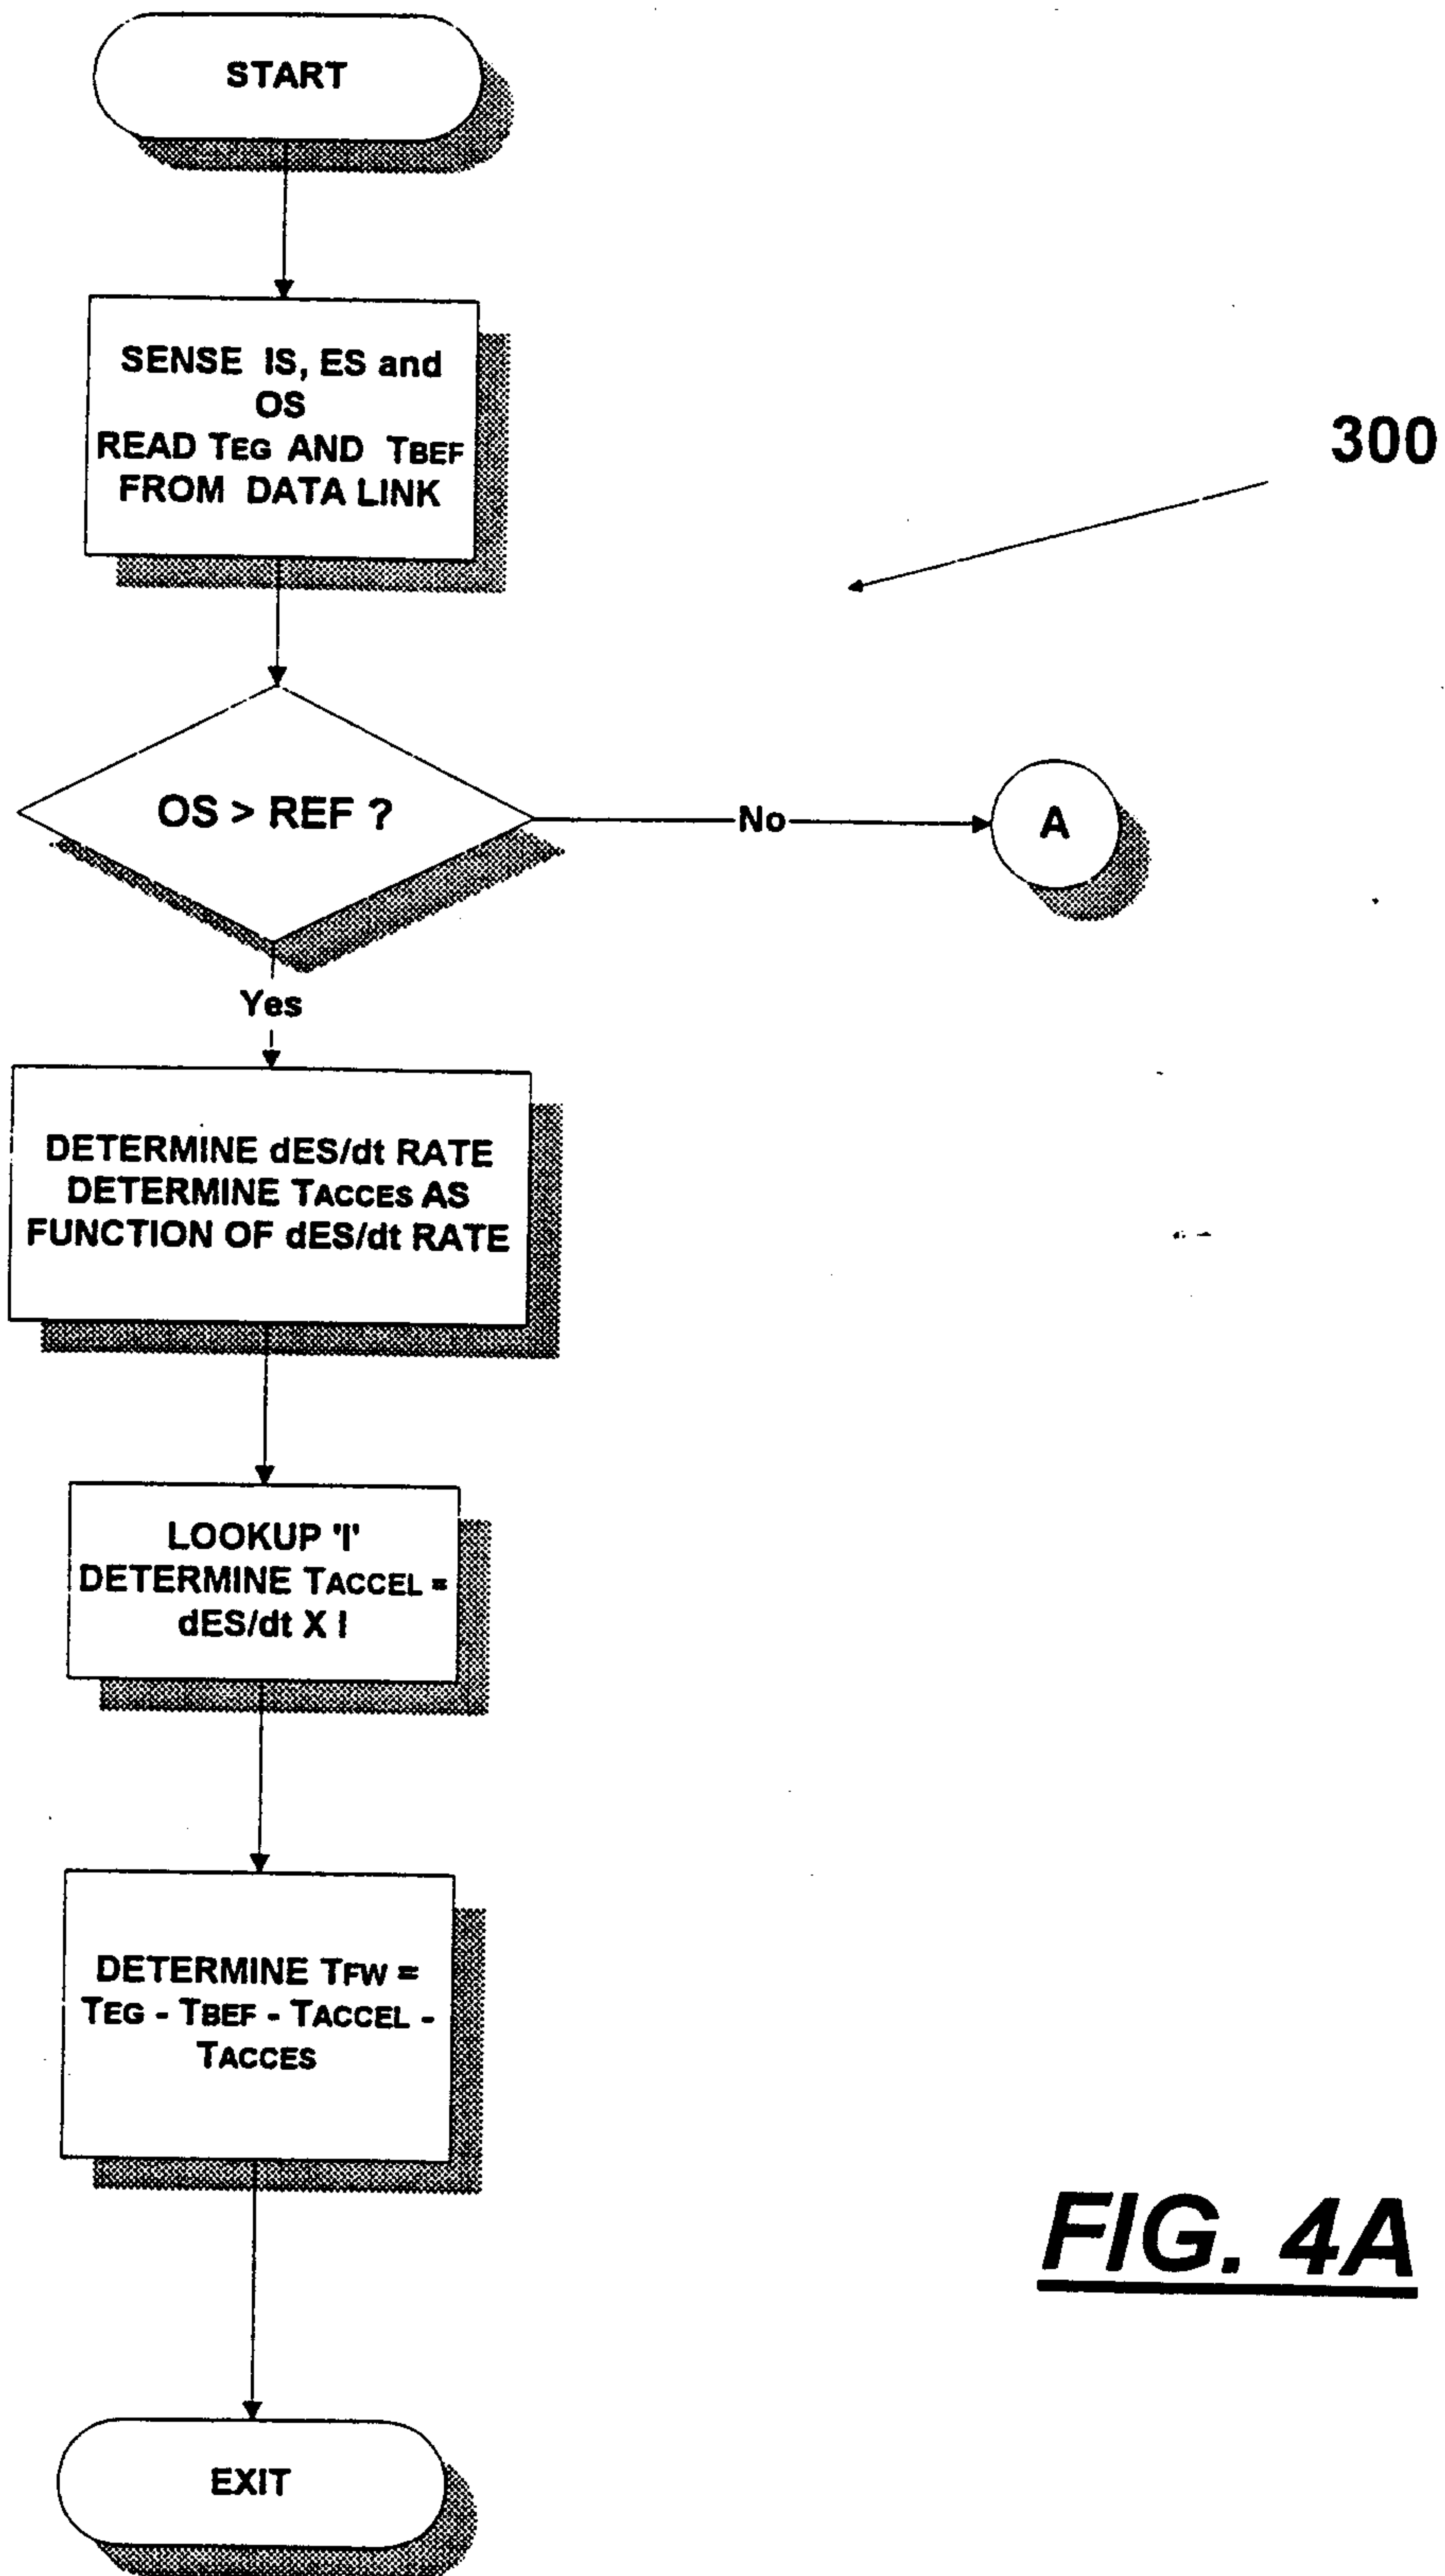 START
SENSE IS, ES and
OS
READ TEG AND TBEF
FROM DATA LINK
300
OS > REF ?
No
A
Yes
DETERMINE dES/dt RATE
DETERMINE TACCES AS
FUNCTION OF dES/dt RATE
LOOKUP 'I'
DETERMINE TACCEL =
dES/dt X I
DETERMINE TFW =
TEG - TBEF - TACCEL -
TACCES
FIG. 4A
EXIT